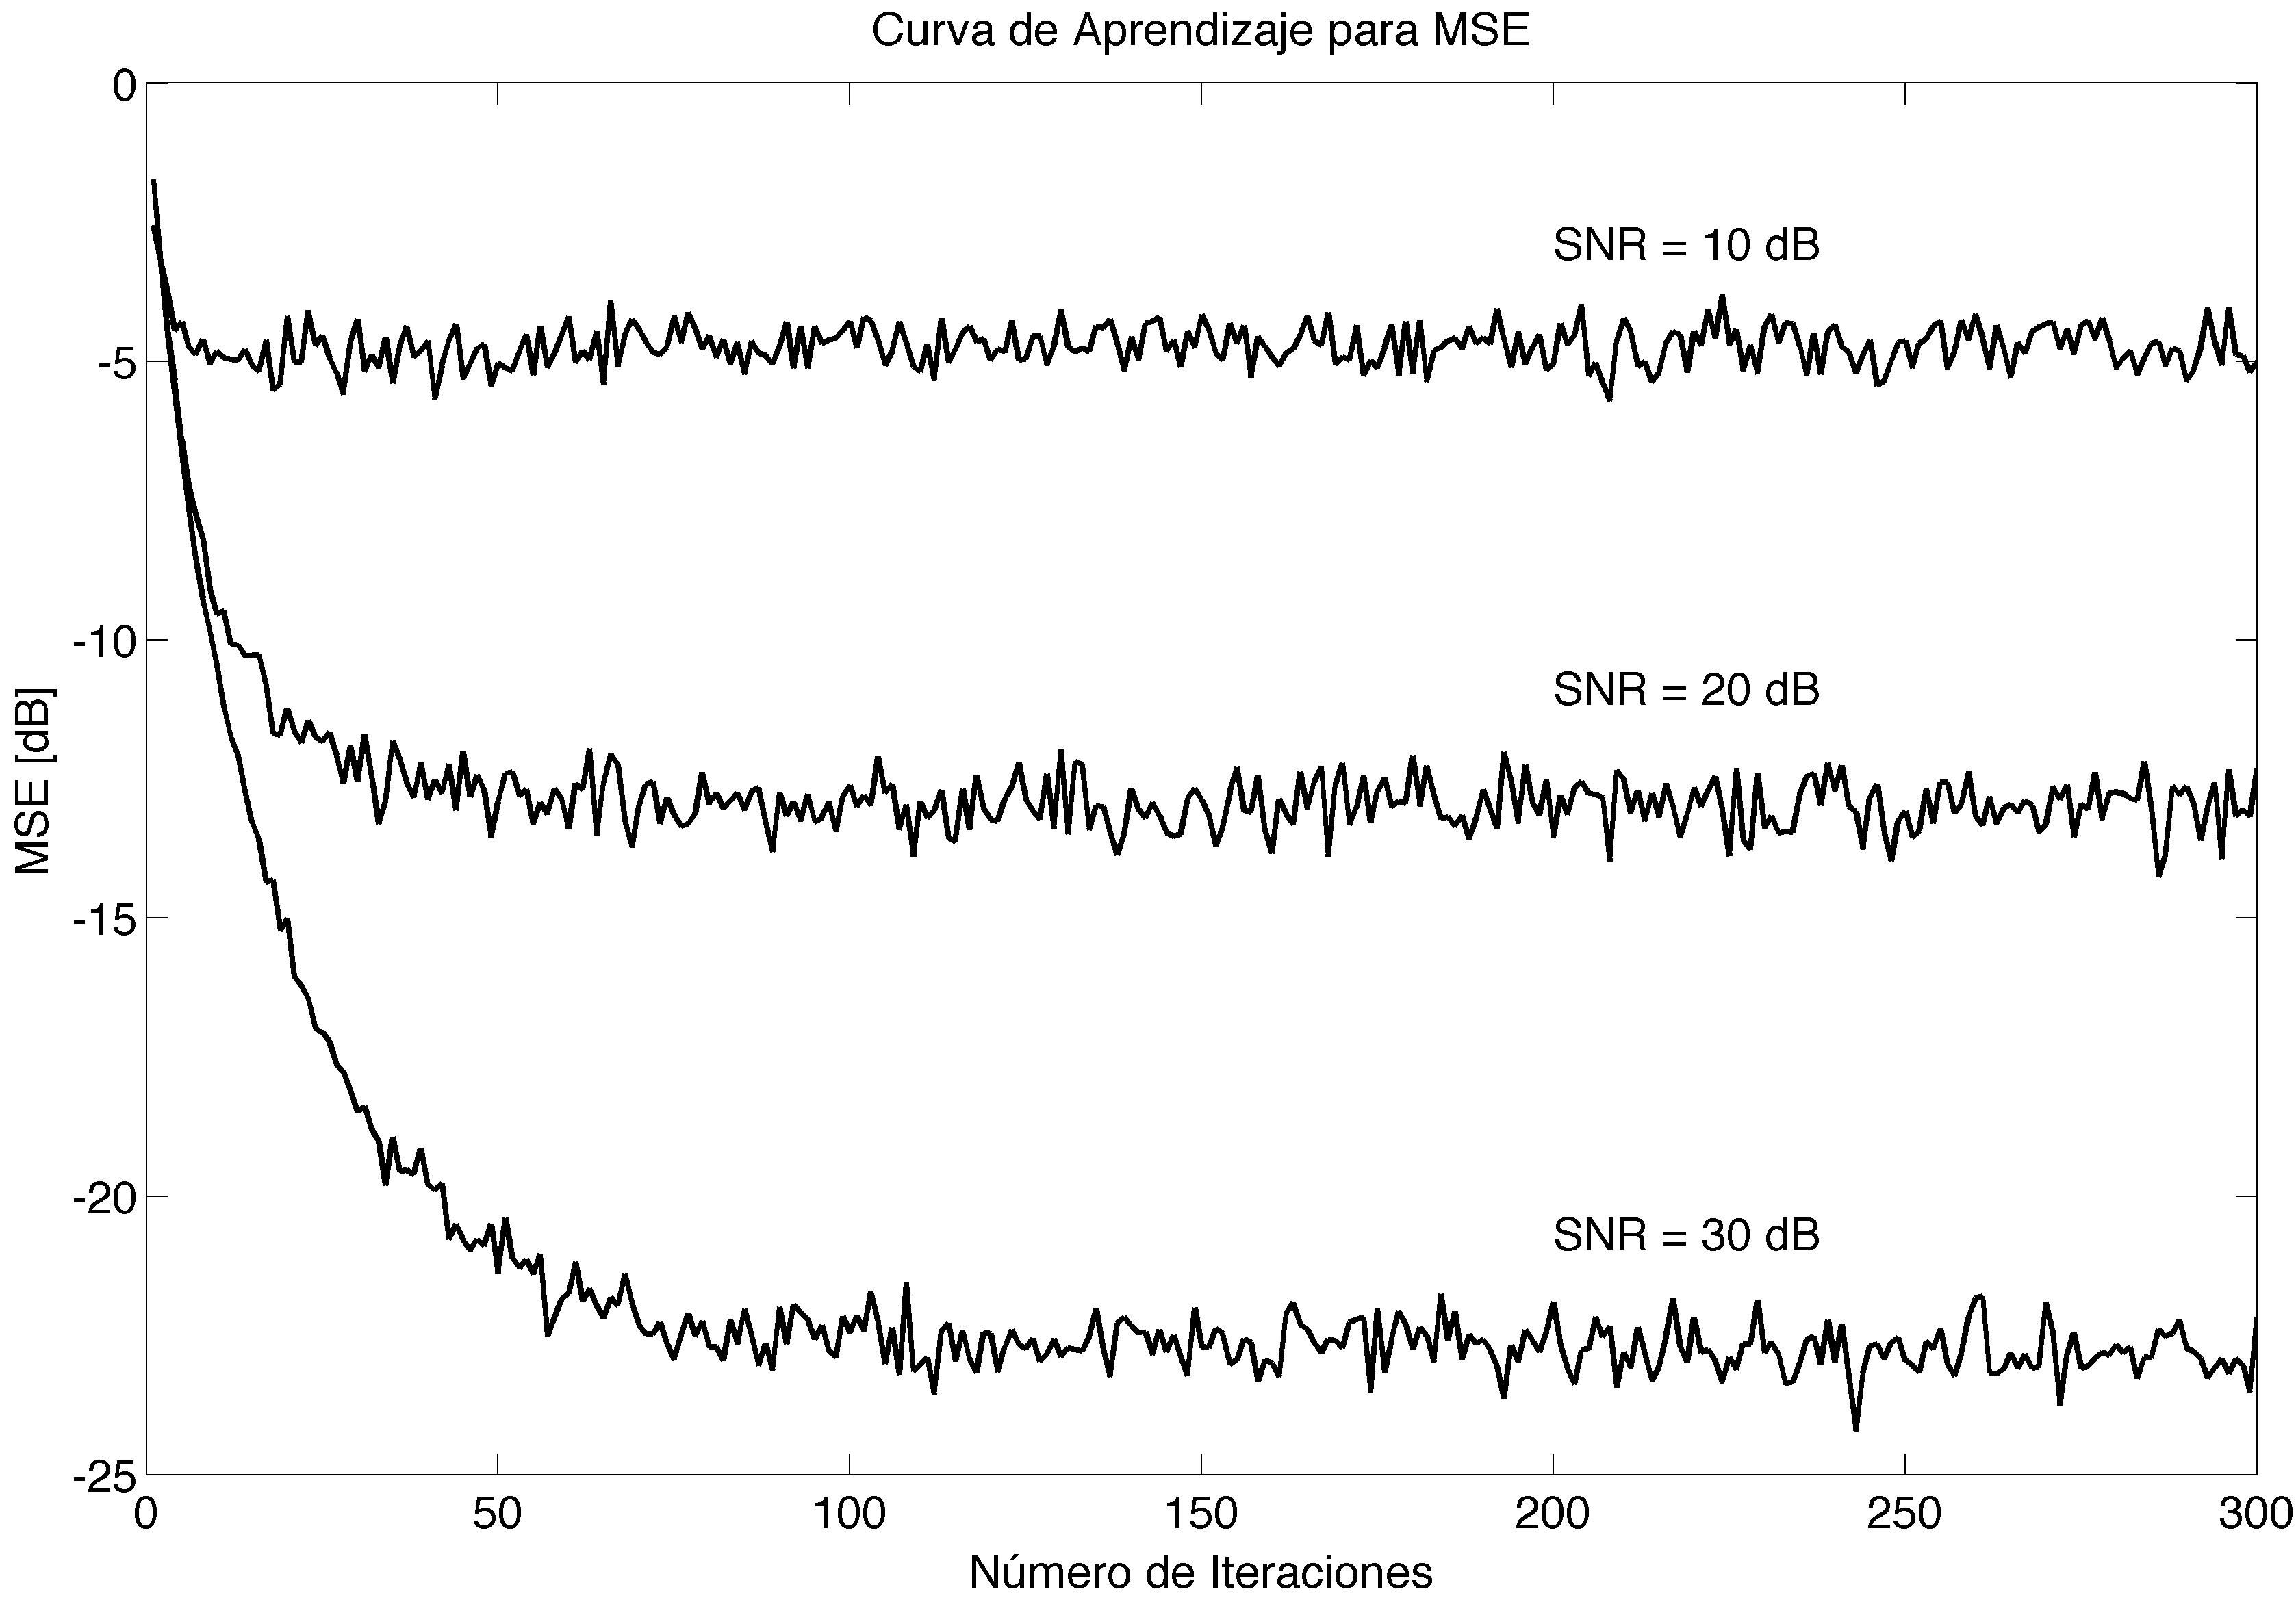 Curva de Aprendizaje para MSE
0
-5
-10
-15
-20
-25
MSE [dB]
SNR = 10 dB
SNR = 20 dB
SNR = 30 dB
0 50 100 150 200 250 300
Número de Iteraciones